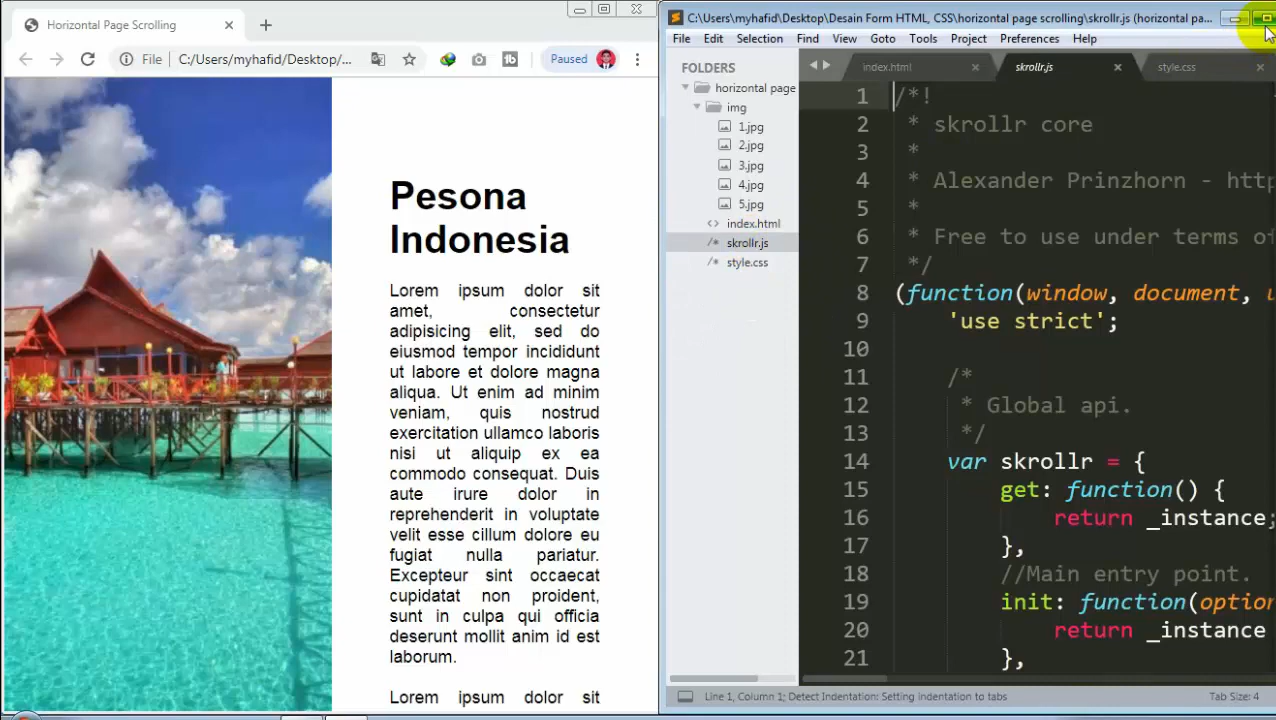 Horizontal Page Scrolling
File
C:/Users/myhafid/Desktop/...
Paused
Pesona
Indonesia
Lorem ipsum dolor sit
amet, consectetur
adipisicing elit, sed do
eiusmod tempor incididunt
ut labore et dolore magna
aliqua. Ut enim ad minim
veniam, quis nostrud
exercitation ullamco laboris
nisi ut aliquip ex ea
commodo consequat. Duis
aute irure dolor in
reprehenderit in voluptate
velit esse cillum dolore eu
fugiat nulla pariatur.
Excepteur sint occaecat
cupidatat non proident,
sunt in culpa qui officia
deserunt mollit anim id est
laborum.
Lorem ipsum dolor sit
C:\Users\myhafid\Desktop\Desain Form HTML, CSS\horizontal page scrolling\skrollr.js (horizontal pa...
File Edit Selection Find View Goto Tools Project Preferences Help
FOLDERS
horizontal page
img
1.jpg
2.jpg
3.jpg
4.jpg
5.jpg
<> index.html
/* skrollr.js
/* style.css
index.html skrollr.js style.css
1 /*!
2 * skrollr core
3 *
4 * Alexander Prinzhorn - http
5 *
6 * Free to use under terms of
7 */
8 (function(window, document, u
9 'use strict';
10
11 /*
12 * Global api.
13 */
14 var skrollr = {
15 get: function() {
16 return _instance;
17 },
18 //Main entry point.
19 init: function(option
20 return _instance
21 },
Line 1, Column 1; Detect Indentation: Setting indentation to tabs
Tab Size: 4